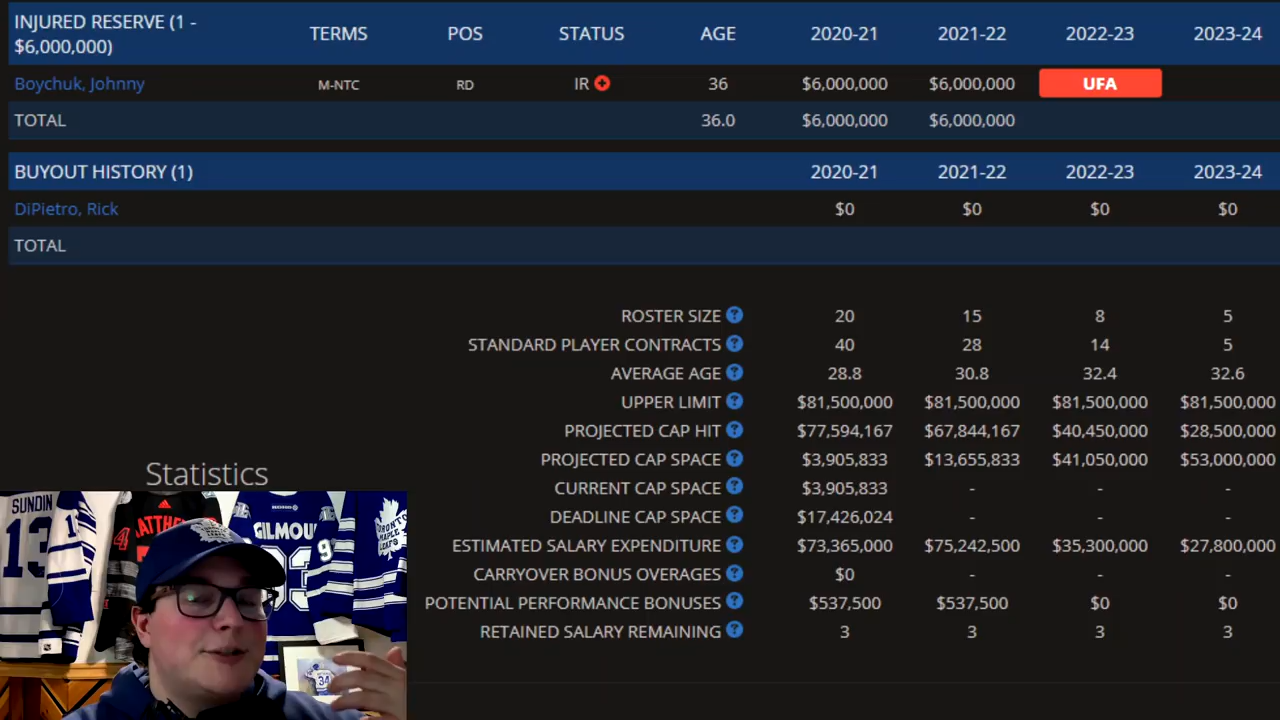 INJURED RESERVE (1 - $6,000,000) TERMS POS STATUS AGE 2020-21 2021-22 2022-23 2023-24
Boychuk, Johnny M-NTC RD IR 36 $6,000,000 $6,000,000 UFA
TOTAL 36.0 $6,000,000 $6,000,000
BUYOUT HISTORY (1) 2020-21 2021-22 2022-23 2023-24
DiPietro, Rick $0 $0 $0 $0
TOTAL
ROSTER SIZE ? 20 15 8 5
STANDARD PLAYER CONTRACTS ? 40 28 14 5
AVERAGE AGE ? 28.8 30.8 32.4 32.6
UPPER LIMIT ? $81,500,000 $81,500,000 $81,500,000 $81,500,000
PROJECTED CAP HIT ? $77,594,167 $67,844,167 $40,450,000 $28,500,000
PROJECTED CAP SPACE ? $3,905,833 $13,655,833 $41,050,000 $53,000,000
CURRENT CAP SPACE ? $3,905,833 - - -
DEADLINE CAP SPACE ? $17,426,024 - - -
ESTIMATED SALARY EXPENDITURE ? $73,365,000 $75,242,500 $35,300,000 $27,800,000
CARRYOVER BONUS OVERAGES ? $0 - - -
POTENTIAL PERFORMANCE BONUSES ? $537,500 $537,500 $0 $0
RETAINED SALARY REMAINING ? 3 3 3 3
Statistics
SUNDIN
13
GILMOUR
93
34